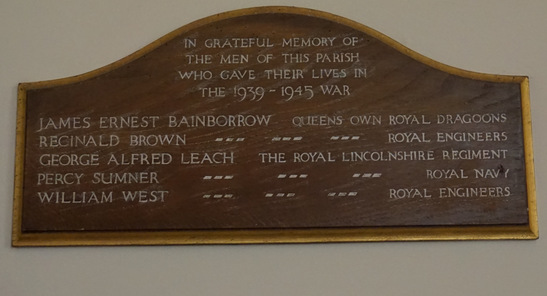 IN GRATEFUL MEMORY OF
THE MEN OF THIS PARISH
WHO GAVE THEIR LIVES IN
THE 1939-1945 WAR
JAMES ERNEST BAINBORROW QUEENS OWN ROYAL DRAGOONS
REGINALD BROWN --- --- --- ROYAL ENGINEERS
GEORGE ALFRED LEACH THE ROYAL LINCOLNSHIRE REGIMENT
PERCY SUMNER --- --- --- ROYAL NAVY
WILLIAM WEST --- --- --- ROYAL ENGINEERS